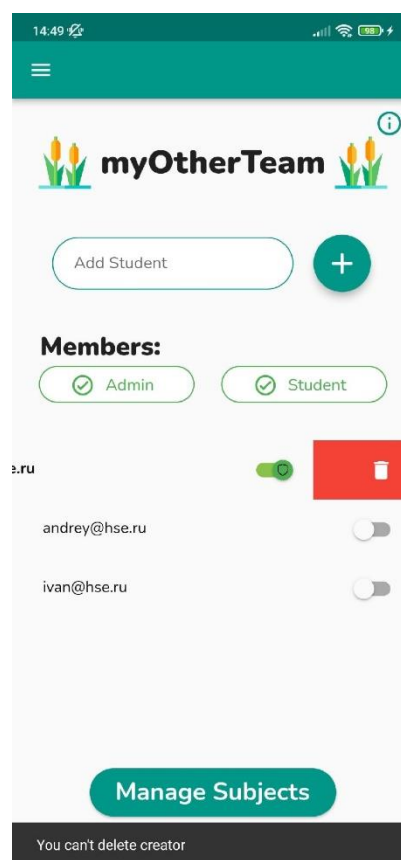 14:49
98
myOtherTeam
Add Student
Members:
Admin
Student
e.ru
andrey@hse.ru
ivan@hse.ru
Manage Subjects
You can't delete creator